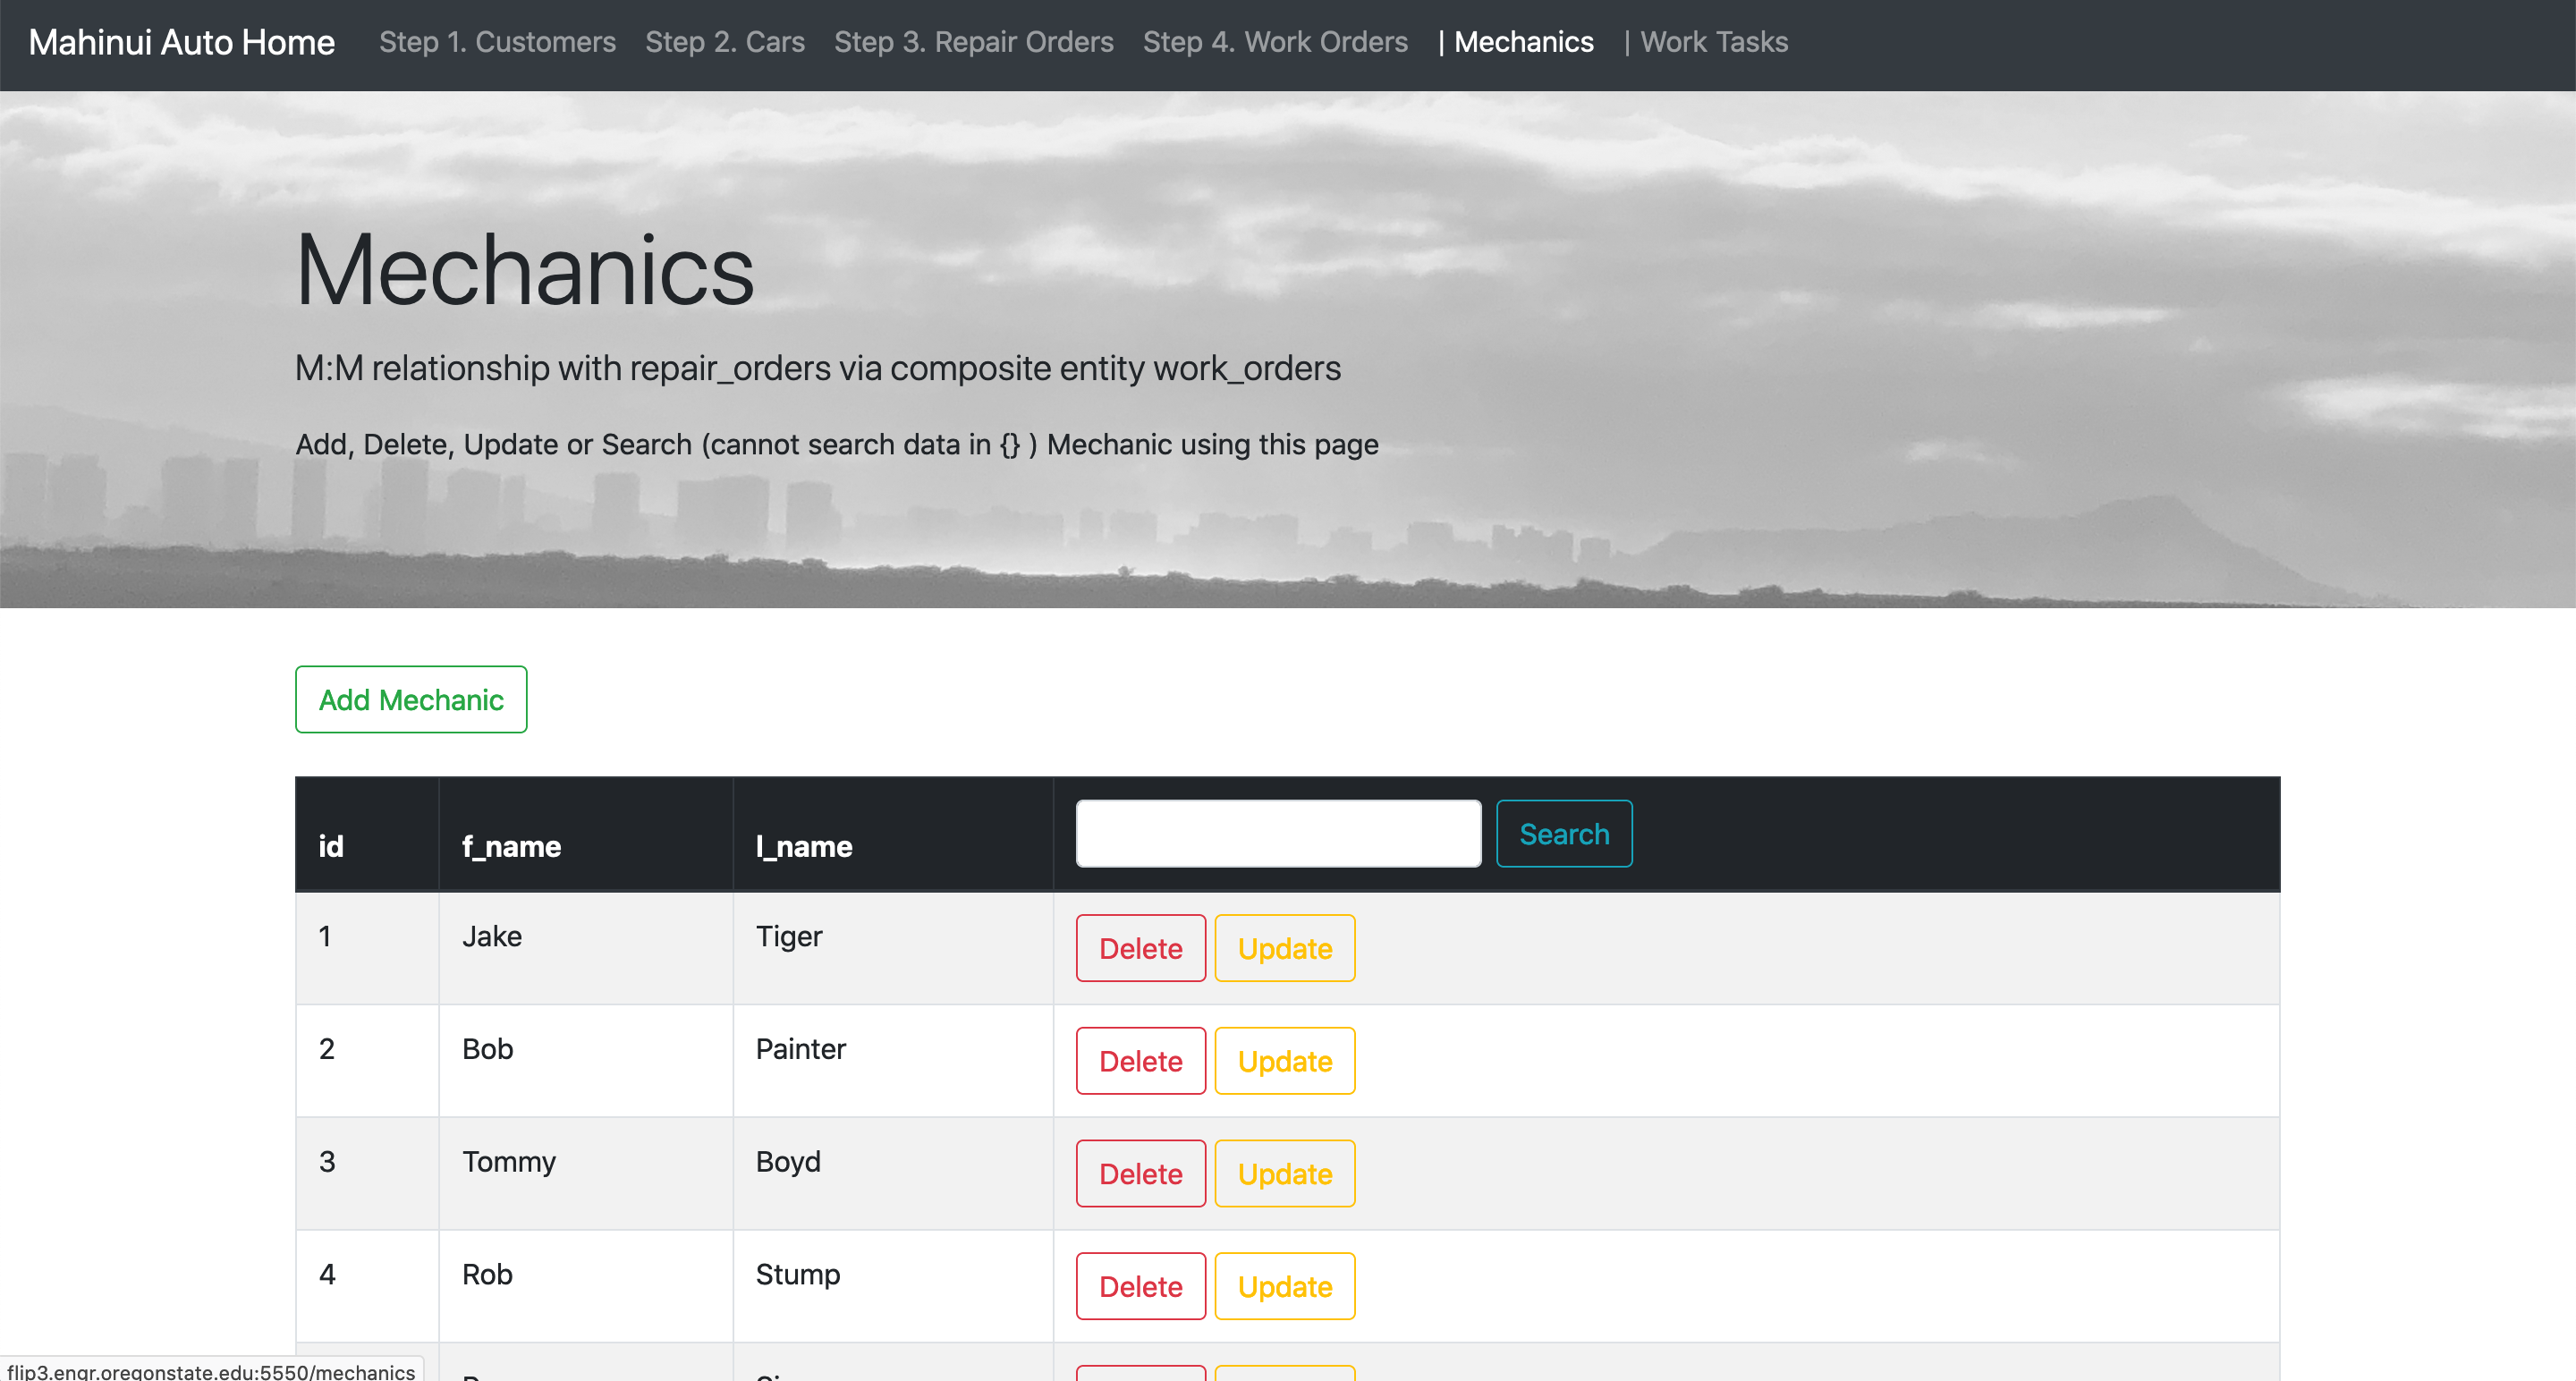 Mahinui Auto Home Step 1. Customers Step 2. Cars Step 3. Repair Orders Step 4. Work Orders | Mechanics | Work Tasks
Mechanics
M:M relationship with repair_orders via composite entity work_orders
Add, Delete, Update or Search (cannot search data in {} ) Mechanic using this page
Add Mechanic
id f_name l_name Search
1 Jake Tiger Delete Update
2 Bob Painter Delete Update
3 Tommy Boyd Delete Update
4 Rob Stump Delete Update
flip3.engr.oregonstate.edu:5550/mechanics